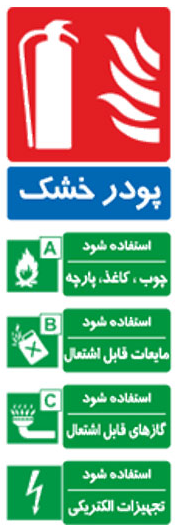 پودر خشک
A
استفاده شود
چوب ، کاغذ، پارچه
B
استفاده شود
مایعات قابل اشتعال
C
استفاده شود
گازهای قابل اشتعال
استفاده شود
تجهیزات الکتریکی